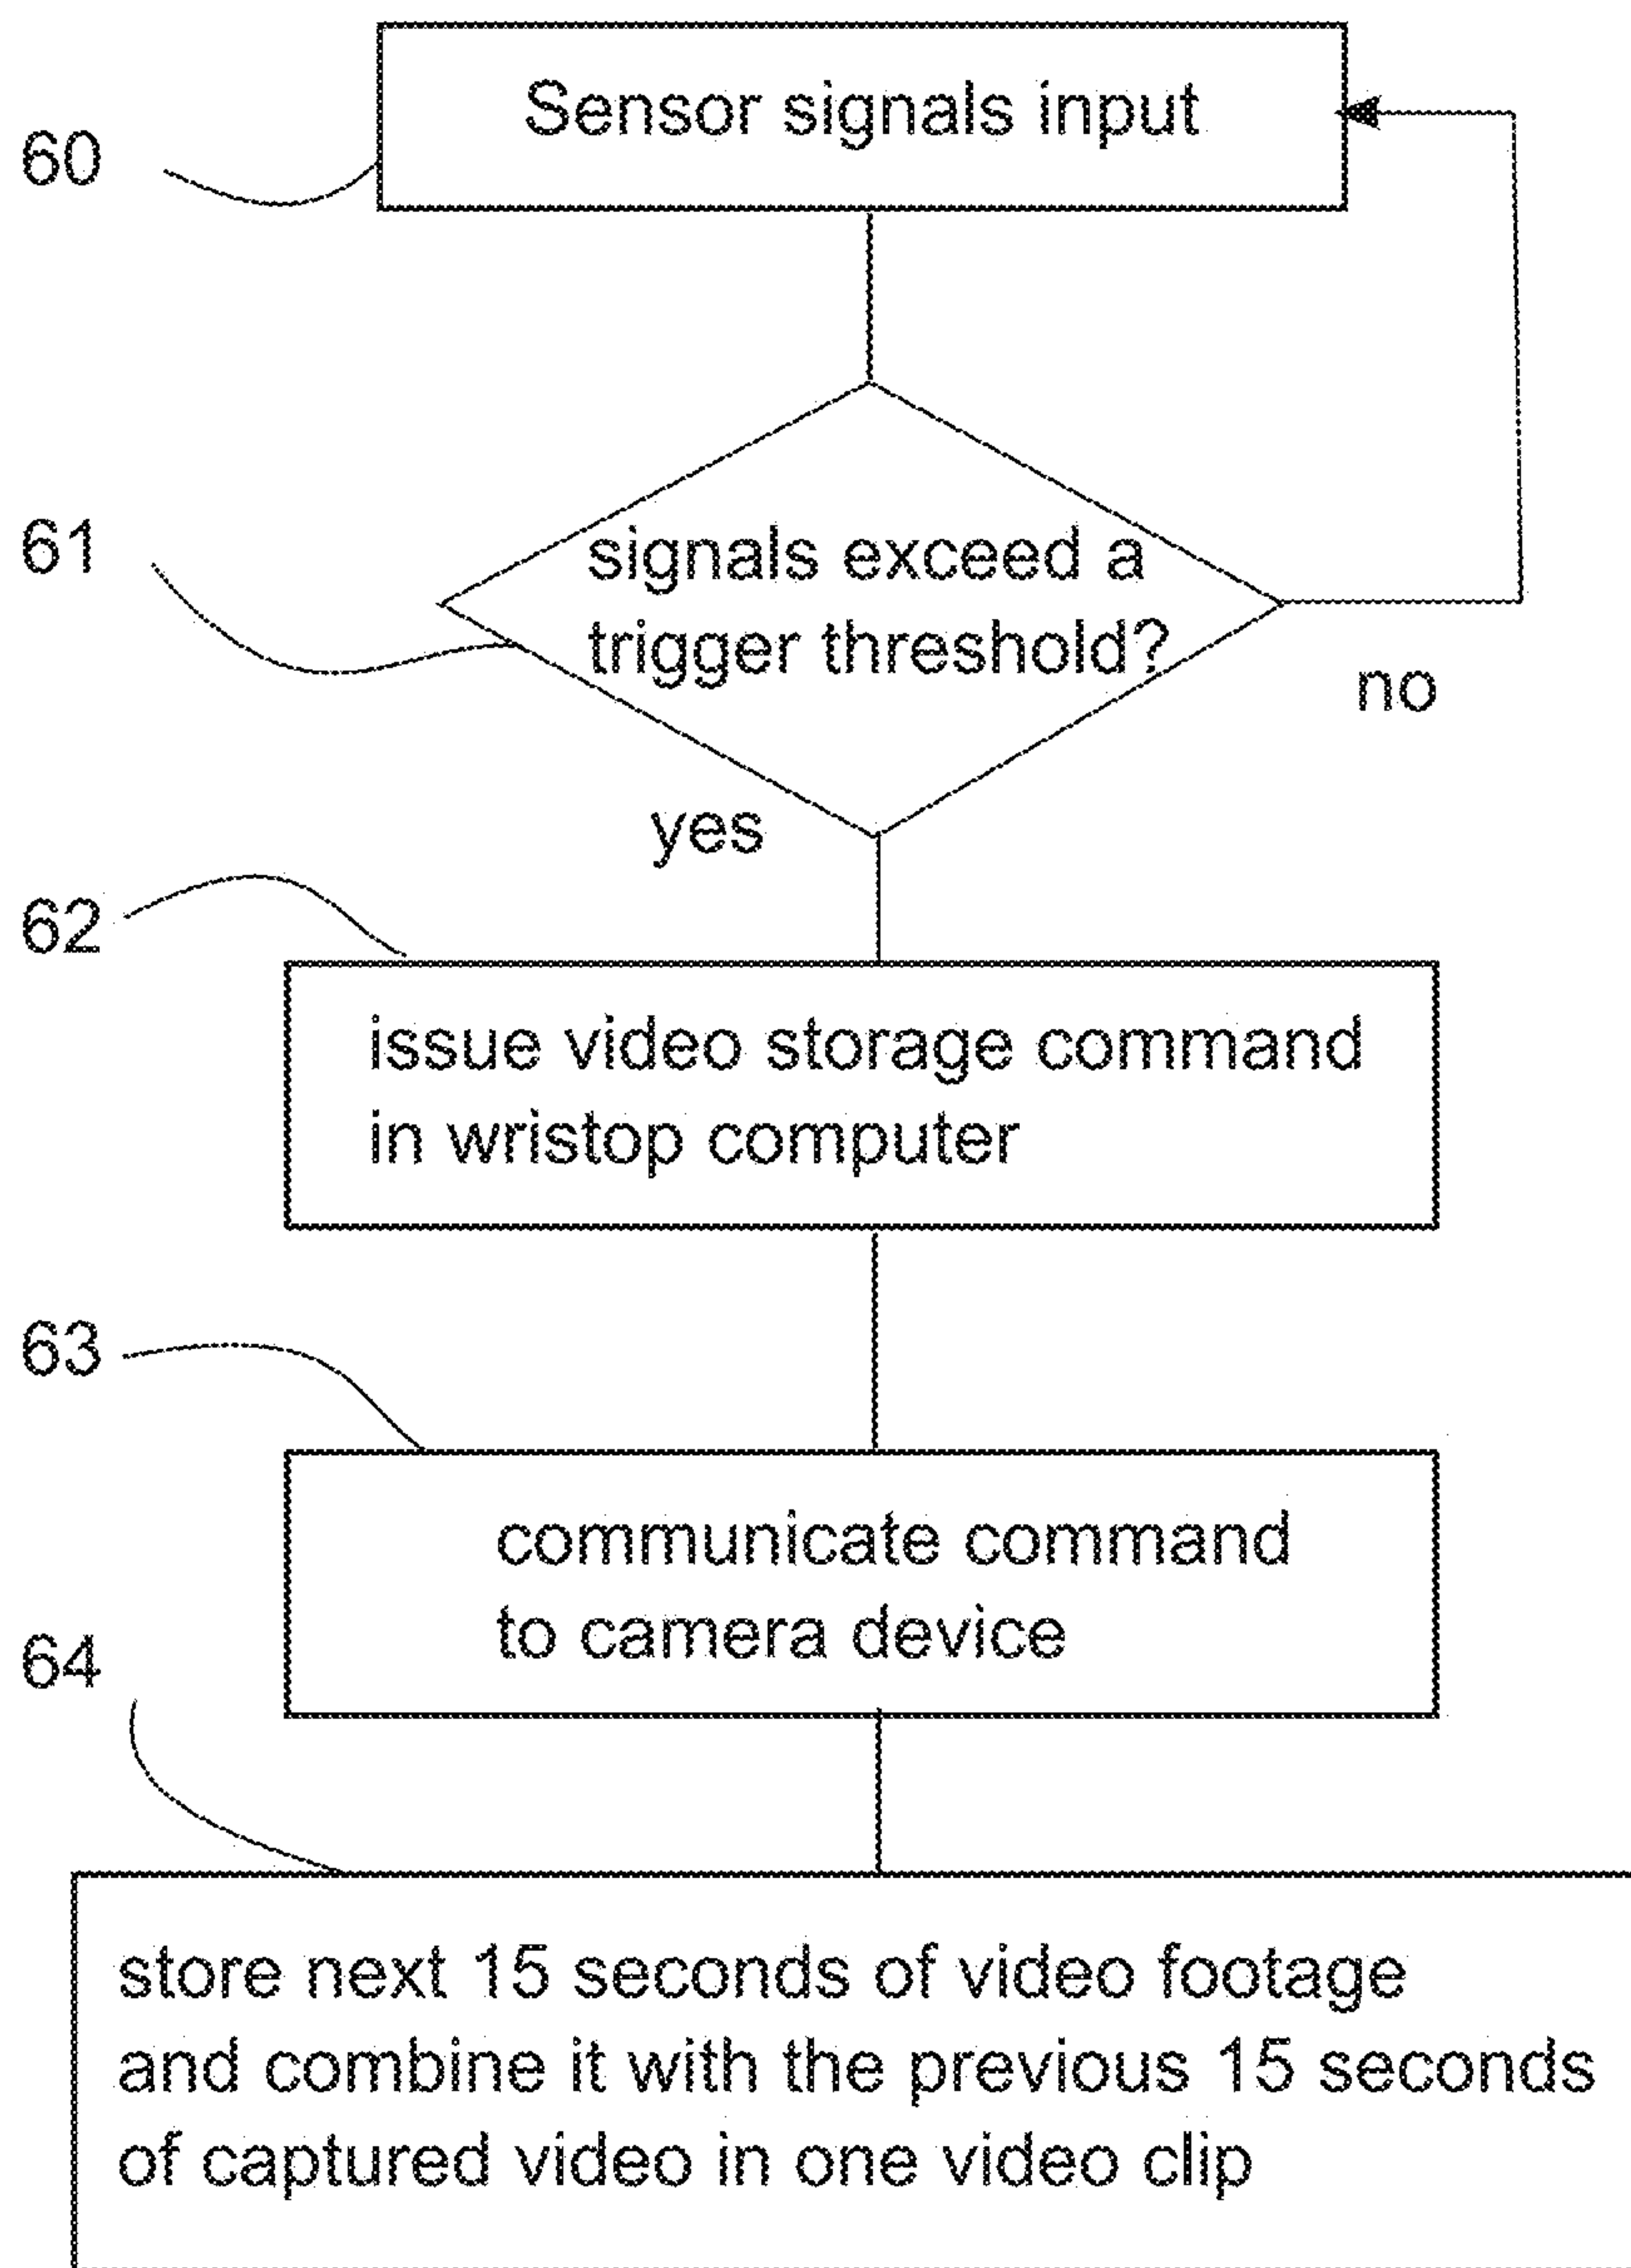 Sensor signals input
60
61
signals exceed a
trigger threshold?
no
yes
62
issue video storage command
in wristop computer
63
communicate command
to camera device
64
store next 15 seconds of video footage
and combine it with the previous 15 seconds
of captured video in one video clip